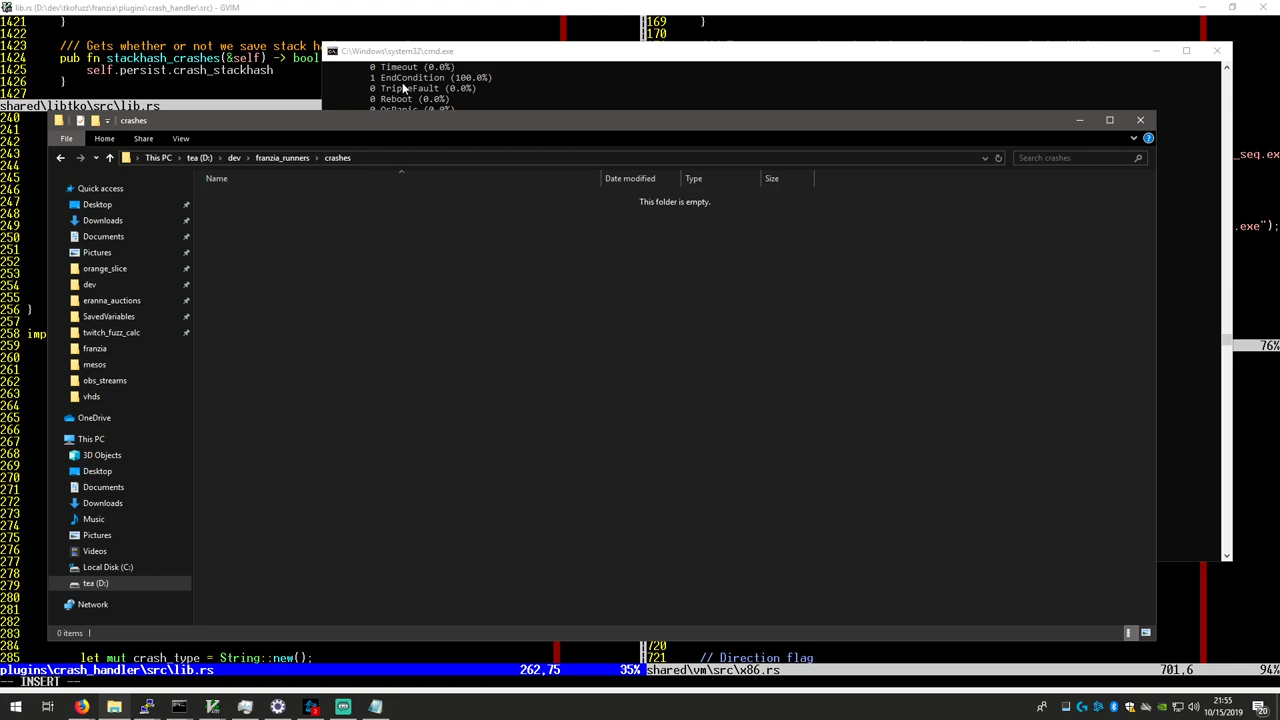 lib.rs (D:\dev\tkofuzz\franzia\plugins\crash_handler\src) - GVIM
1421 }
1422
1423 /// Gets whether or not we save stack h
1424 pub fn stackhash_crashes(&self) -> bool
1425 self.persist.crash_stackhash
1426 }
1427
shared\libtko\src\lib.rs
169 }
170
C:\Windows\system32\cmd.exe
0 Timeout (0.0%)
1 EndCondition (100.0%)
0 TripleFault (0.0%)
0 Reboot (0.0%)
0 OsPanic (0.0%)
crashes
File Home Share View
This PC tea (D:) dev franzia_runners crashes
Search crashes
Name Date modified Type Size
This folder is empty.
Quick access
Desktop
Downloads
Documents
Pictures
orange_slice
dev
eranna_auctions
SavedVariables
twitch_fuzz_calc
franzia
mesos
obs_streams
vhds
OneDrive
This PC
3D Objects
Desktop
Documents
Downloads
Music
Pictures
Videos
Local Disk (C:)
tea (D:)
Network
0 items
240
241
242
243
244
245
246
247
248
249
250
251
252
253
254
255
256 }
257
258 imp
259
260
261
262
263
264
265
266
267
268
269
270
271
272
273
274
275
276
277
278
279
280
281
282
283
284
285 let mut crash_type = String::new();
_seq.ex
.exe");
76%
720
721 // Direction flag
plugins\crash_handler\src\lib.rs 262,75 35%
shared\vm\src\x86.rs 701,6 94%
-- INSERT --
21:55
10/15/2019
20